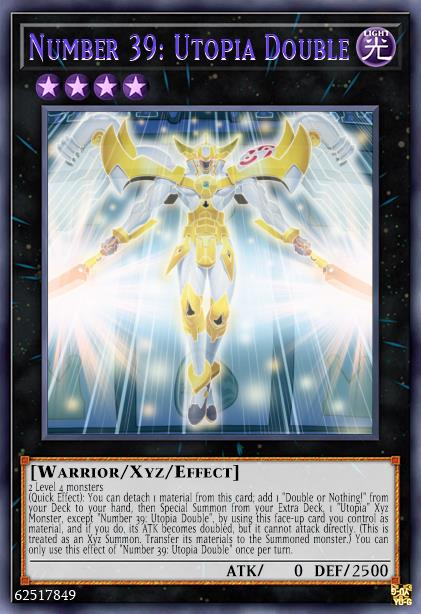 Number 39: Utopia Double
LIGHT
光
39
[Warrior/Xyz/Effect]
2 Level 4 monsters
(Quick Effect): You can detach 1 material from this card; add 1 "Double or Nothing!" from
your Deck to your hand, then Special Summon from your Extra Deck, 1 "Utopia" Xyz
Monster, except "Number 39: Utopia Double", by using this face-up card you control as
material, and if you do, its ATK becomes doubled, but it cannot attack directly. (This is
treated as an Xyz Summon. Transfer its materials to the Summoned monster.) You can
only use this effect of "Number 39: Utopia Double" once per turn.
ATK/ 0 DEF/2500
62517849